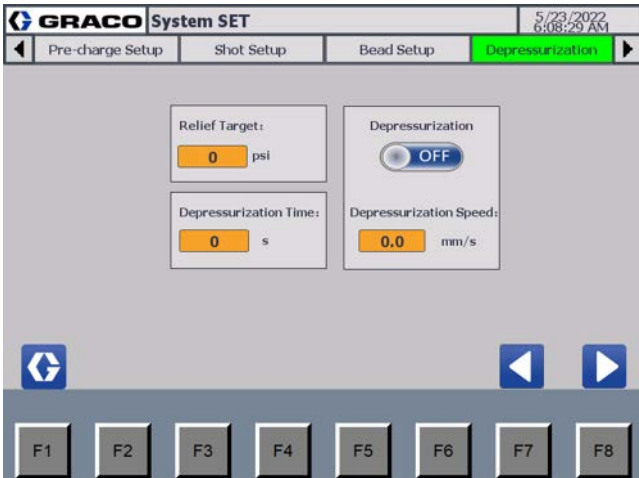 GRACO System SET 5/23/2022
6:08:29 AM
Pre-charge Setup Shot Setup Bead Setup Depressurization
Relief Target: Depressurization
0 psi OFF
Depressurization Time: Depressurization Speed:
0 s 0.0 mm/s
F1 F2 F3 F4 F5 F6 F7 F8